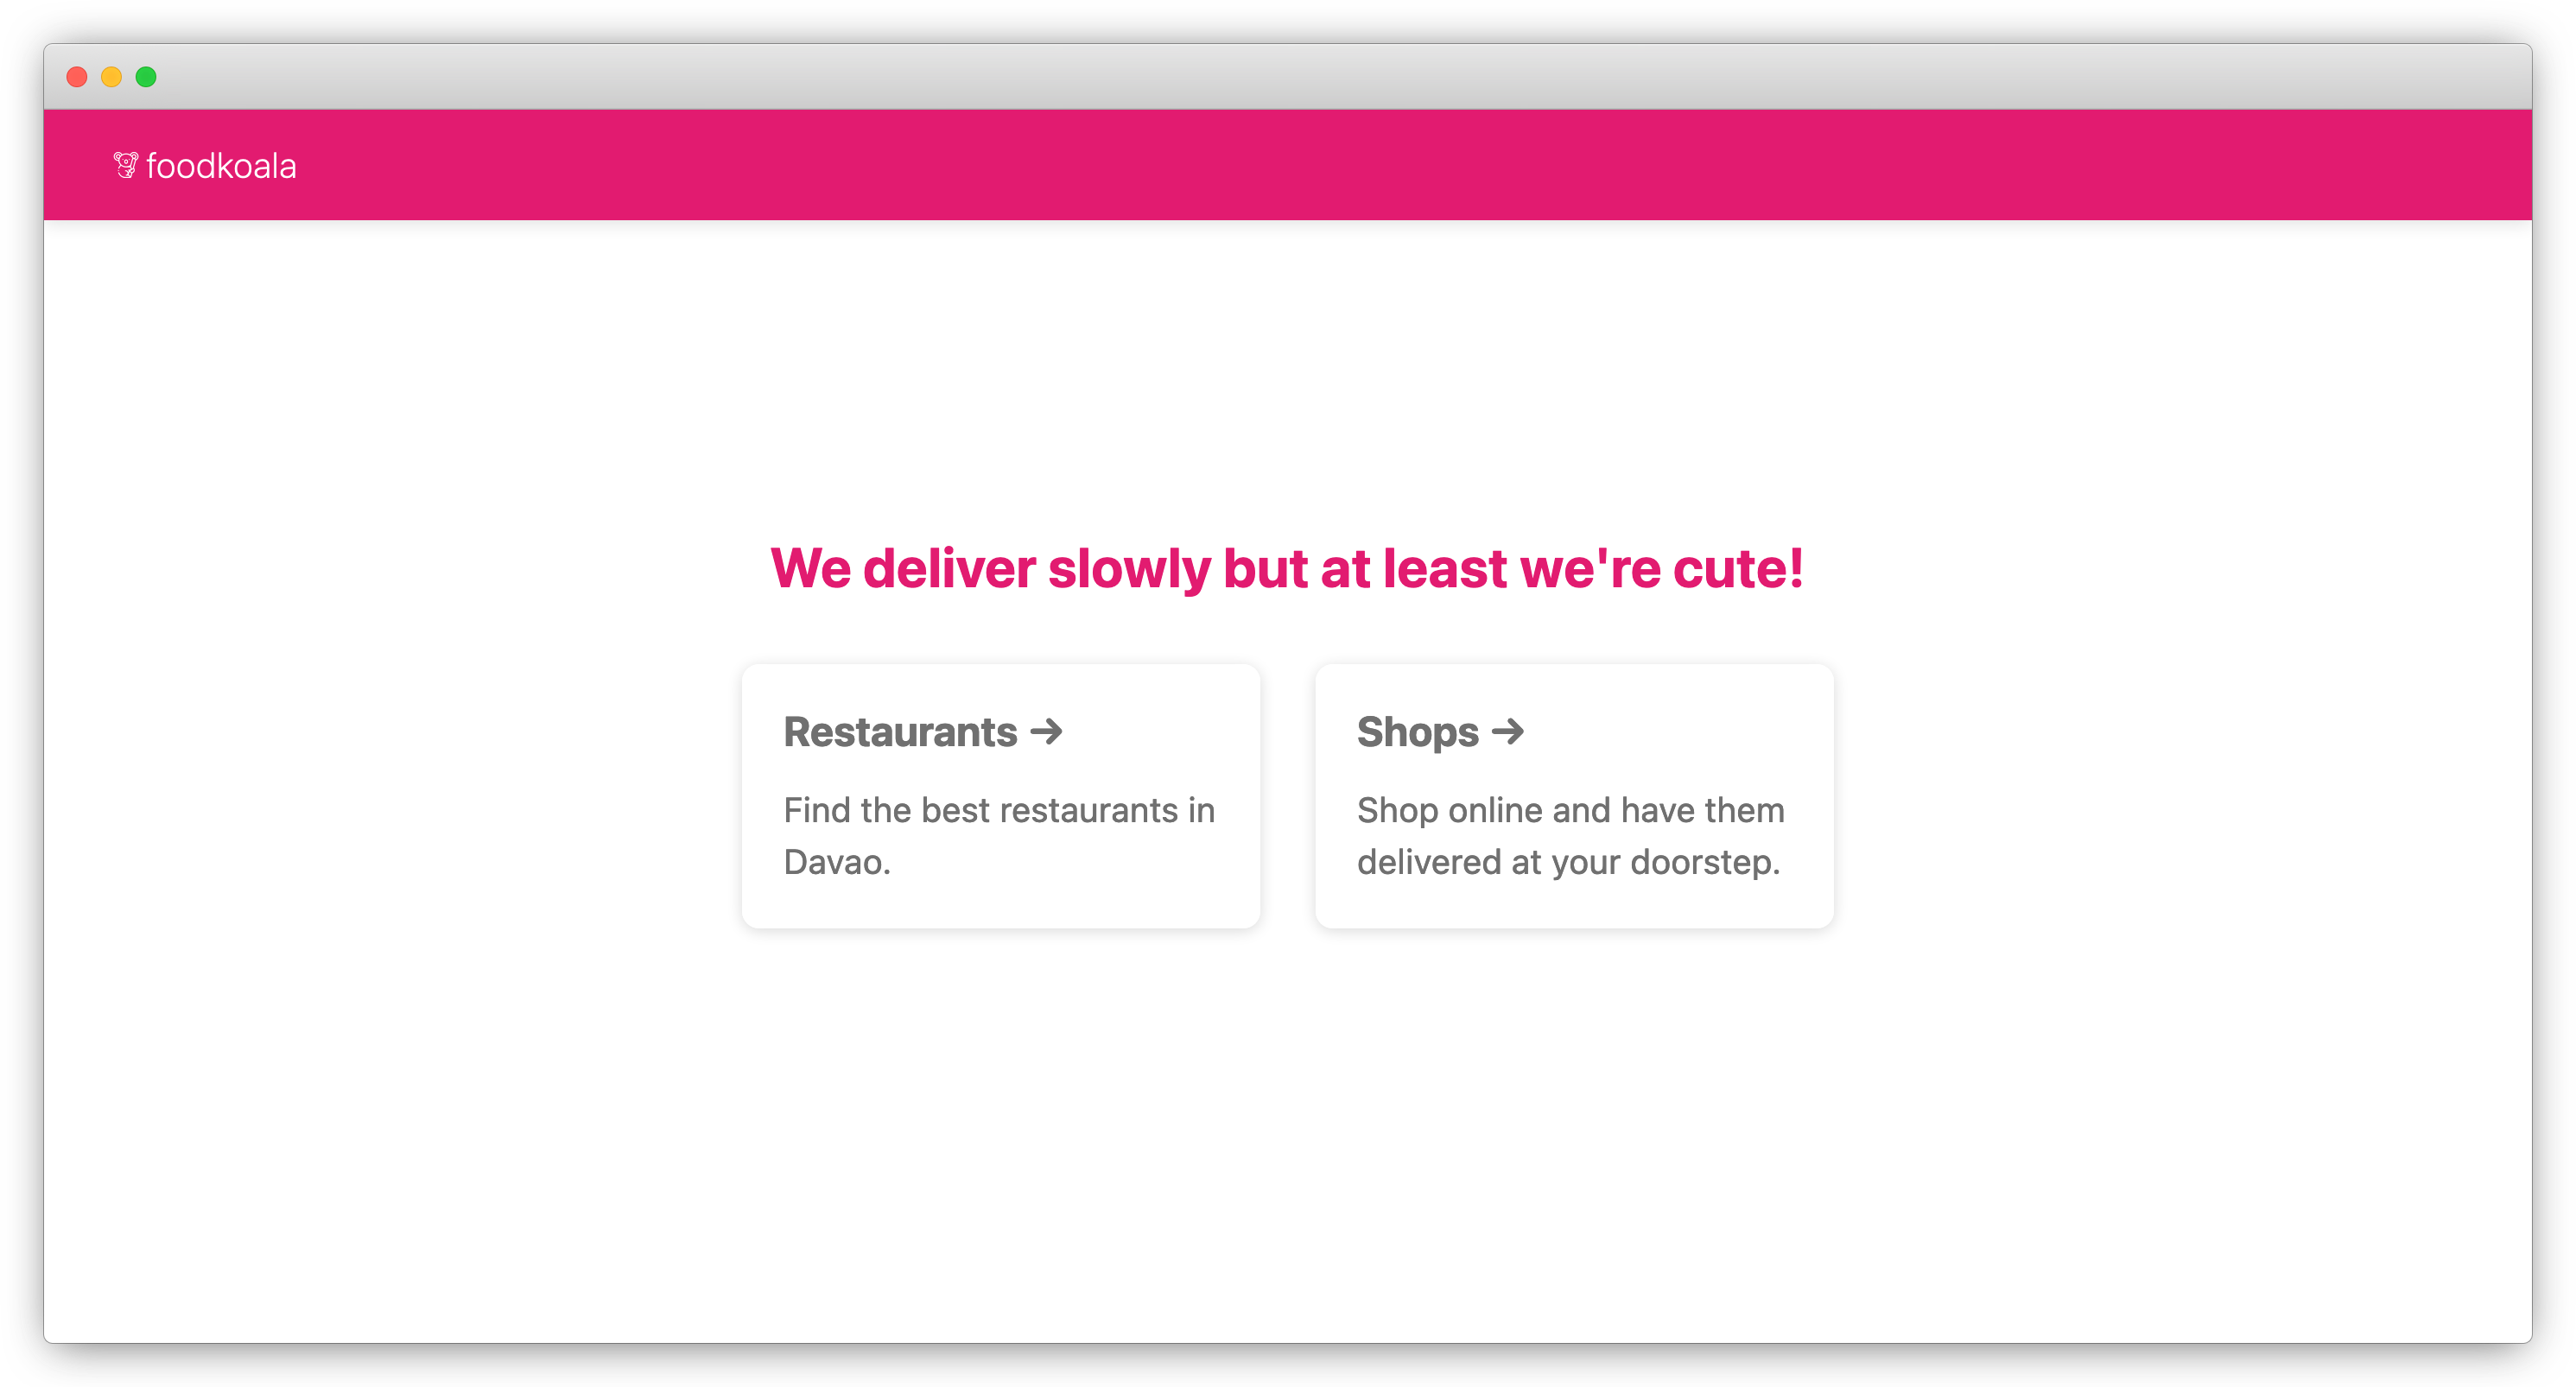 foodkoala
We deliver slowly but at least we're cute!
Restaurants →
Find the best restaurants in
Davao.
Shops →
Shop online and have them
delivered at your doorstep.